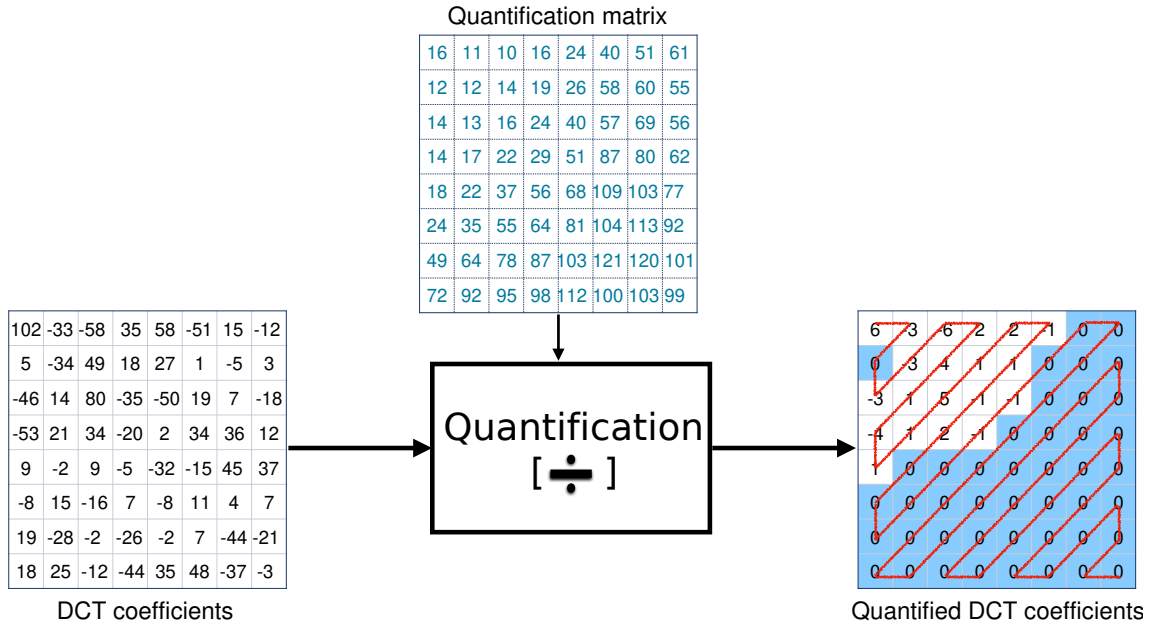 Quantification matrix
16 11 10 16 24 40 51 61
12 12 14 19 26 58 60 55
14 13 16 24 40 57 69 56
14 17 22 29 51 87 80 62
18 22 37 56 68 109 103 77
24 35 55 64 81 104 113 92
49 64 78 87 103 121 120 101
72 92 95 98 112 100 103 99
102 -33 -58 35 58 -51 15 -12
5 -34 49 18 27 1 -5 3
-46 14 80 -35 -50 19 7 -18
-53 21 34 -20 2 34 36 12
9 -2 9 -5 -32 -15 45 37
-8 15 -16 7 -8 11 4 7
19 -28 -2 -26 -2 7 -44 -21
18 25 -12 -44 35 48 -37 -3
DCT coefficients
Quantification
[ ÷ ]
6 -3 -6 2 2 -1 0 0
0 -3 4 1 1 0 0 0
-3 1 5 -1 -1 0 0 0
-4 1 2 -1 0 0 0 0
1 0 0 0 0 0 0 0
0 0 0 0 0 0 0 0
0 0 0 0 0 0 0 0
0 0 0 0 0 0 0 0
Quantified DCT coefficients